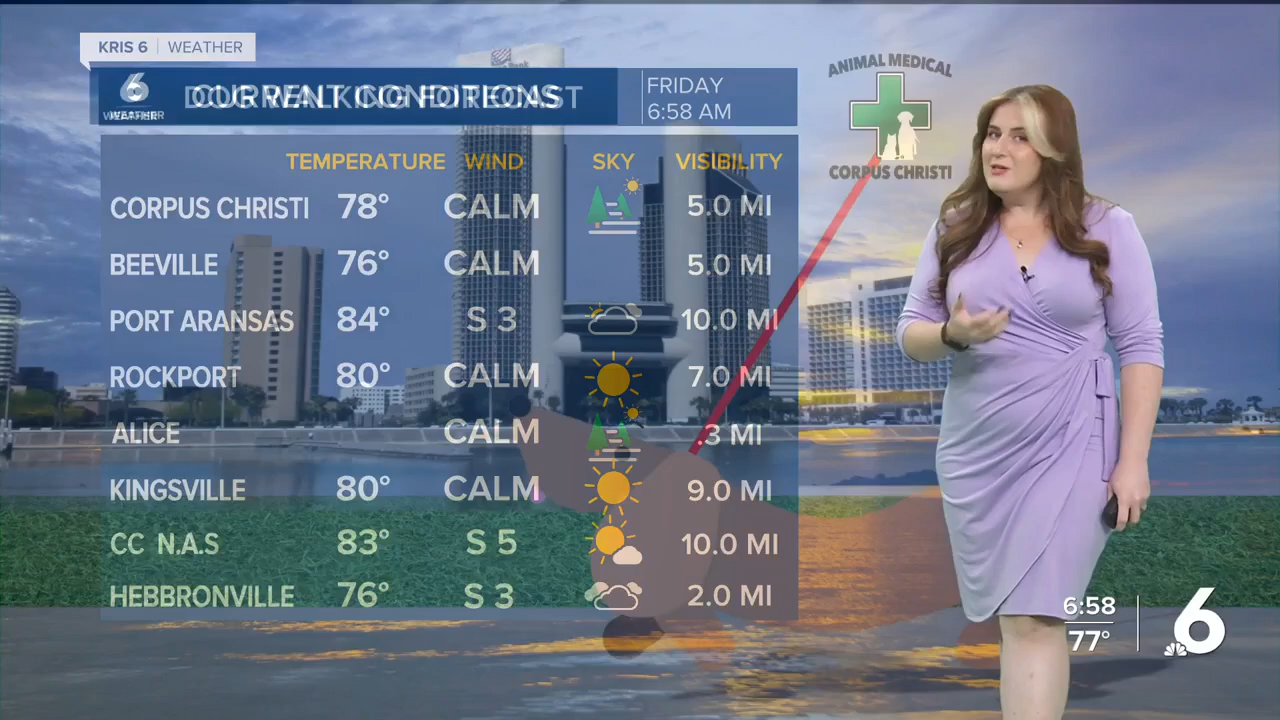 KRIS 6 WEATHER
ANIMAL MEDICAL
CORPUS CHRISTI
6
WEATHER
CURRENT CONDITIONS
DOG WALKING FORECAST
FRIDAY
6:58 AM
TEMPERATURE WIND SKY VISIBILITY
CORPUS CHRISTI 78° CALM 5.0 MI
BEEVILLE 76° CALM 5.0 MI
PORT ARANSAS 84° S 3 10.0 MI
ROCKPORT 80° CALM 7.0 MI
ALICE CALM .3 MI
KINGSVILLE 80° CALM 9.0 MI
CC N.A.S 83° S 5 10.0 MI
HEBBRONVILLE 76° S 3 2.0 MI
6:58
77°
6